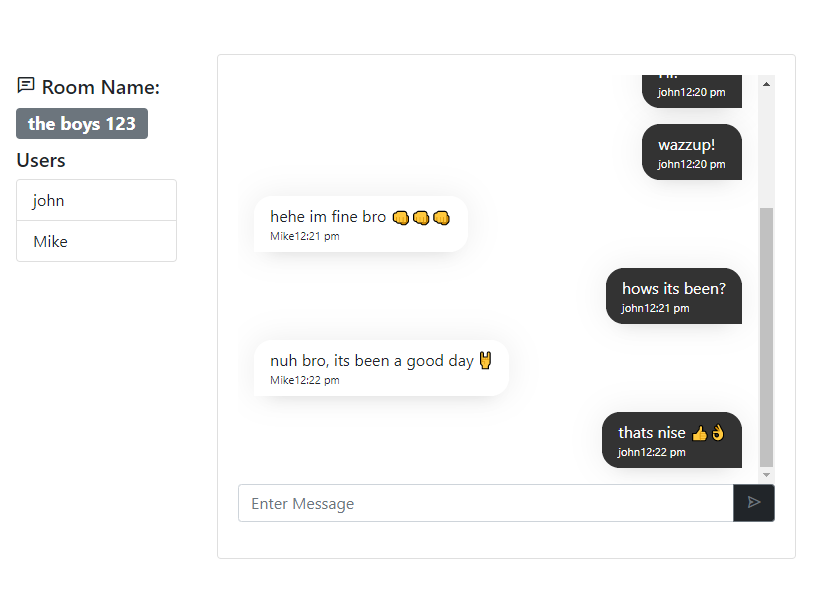 Room Name:
the boys 123
Users
john
Mike
Hi!
john12:20 pm
wazzup!
john12:20 pm
hehe im fine bro 👊👊👊
Mike12:21 pm
hows its been?
john12:21 pm
nuh bro, its been a good day 🤘
Mike12:22 pm
thats nise 👍👌
john12:22 pm
Enter Message